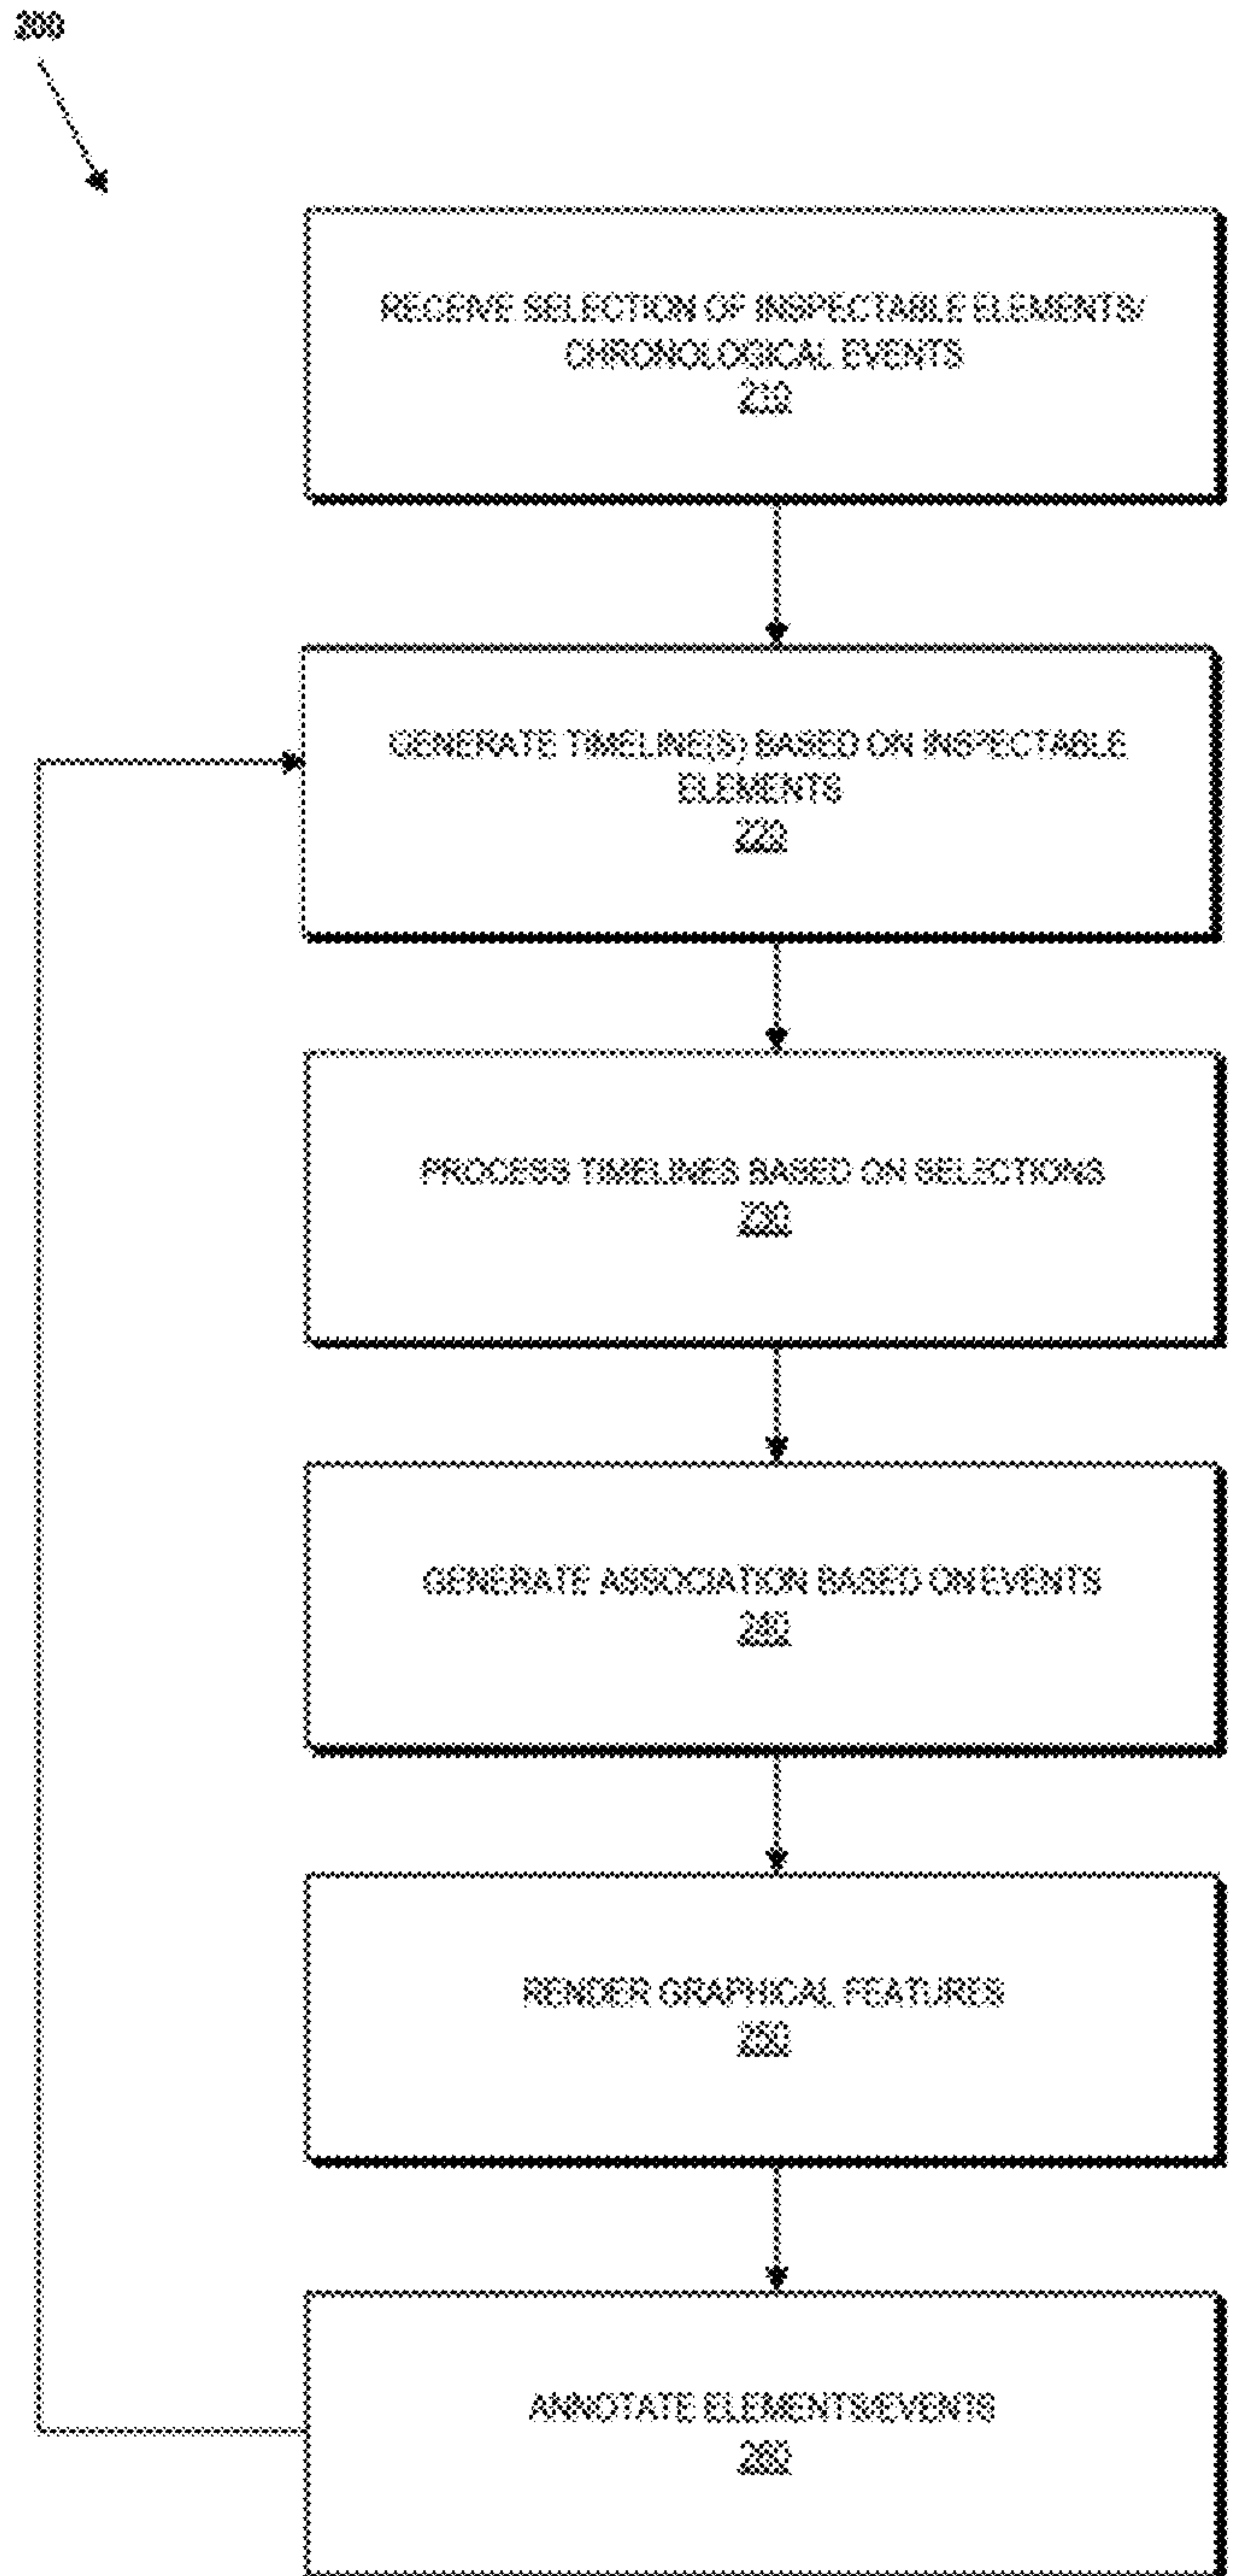 RECEIVE SELECTION OF INSPECTABLE ELEMENTS/
CHRONOLOGICAL EVENTS
210
GENERATE TIMELINE(S) BASED ON INSPECTABLE
ELEMENTS
220
PROCESS TIMELINES BASED ON SELECTIONS
230
GENERATE ASSOCIATION BASED ON EVENTS
240
RENDER GRAPHICAL FEATURES
250
ANNOTATE ELEMENTS/EVENTS
260